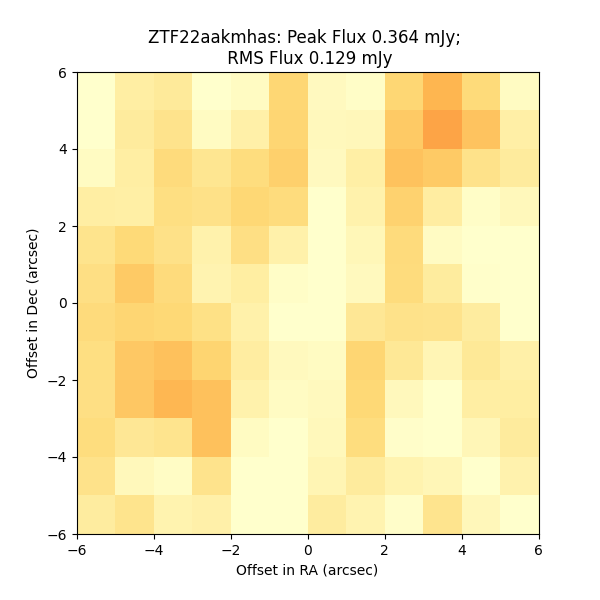 ZTF22aakmhas: Peak Flux 0.364 mJy;
RMS Flux 0.129 mJy
6
4
2
0
−2
−4
−6
Offset in Dec (arcsec)
−6 −4 −2 0 2 4 6
Offset in RA (arcsec)